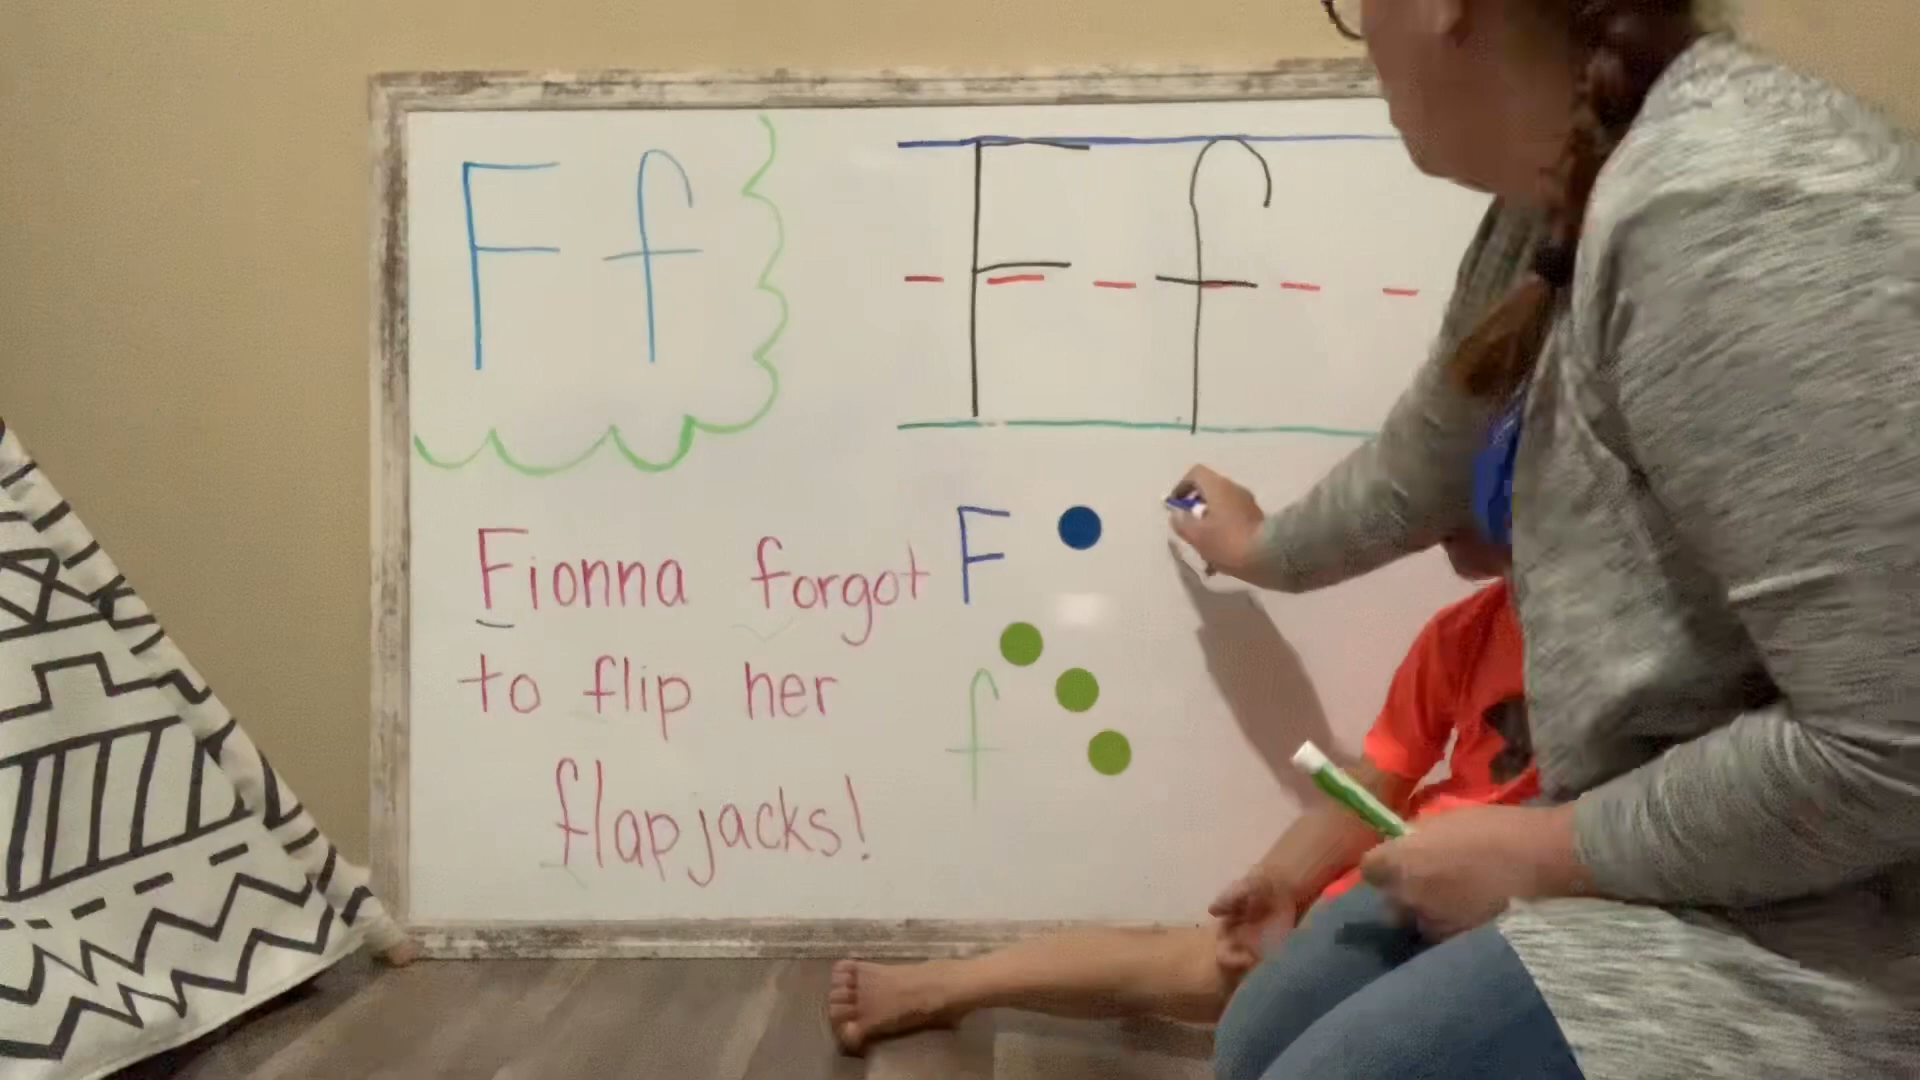 F f
F f
Fionna forgot
to flip her
flapjacks!
F
f